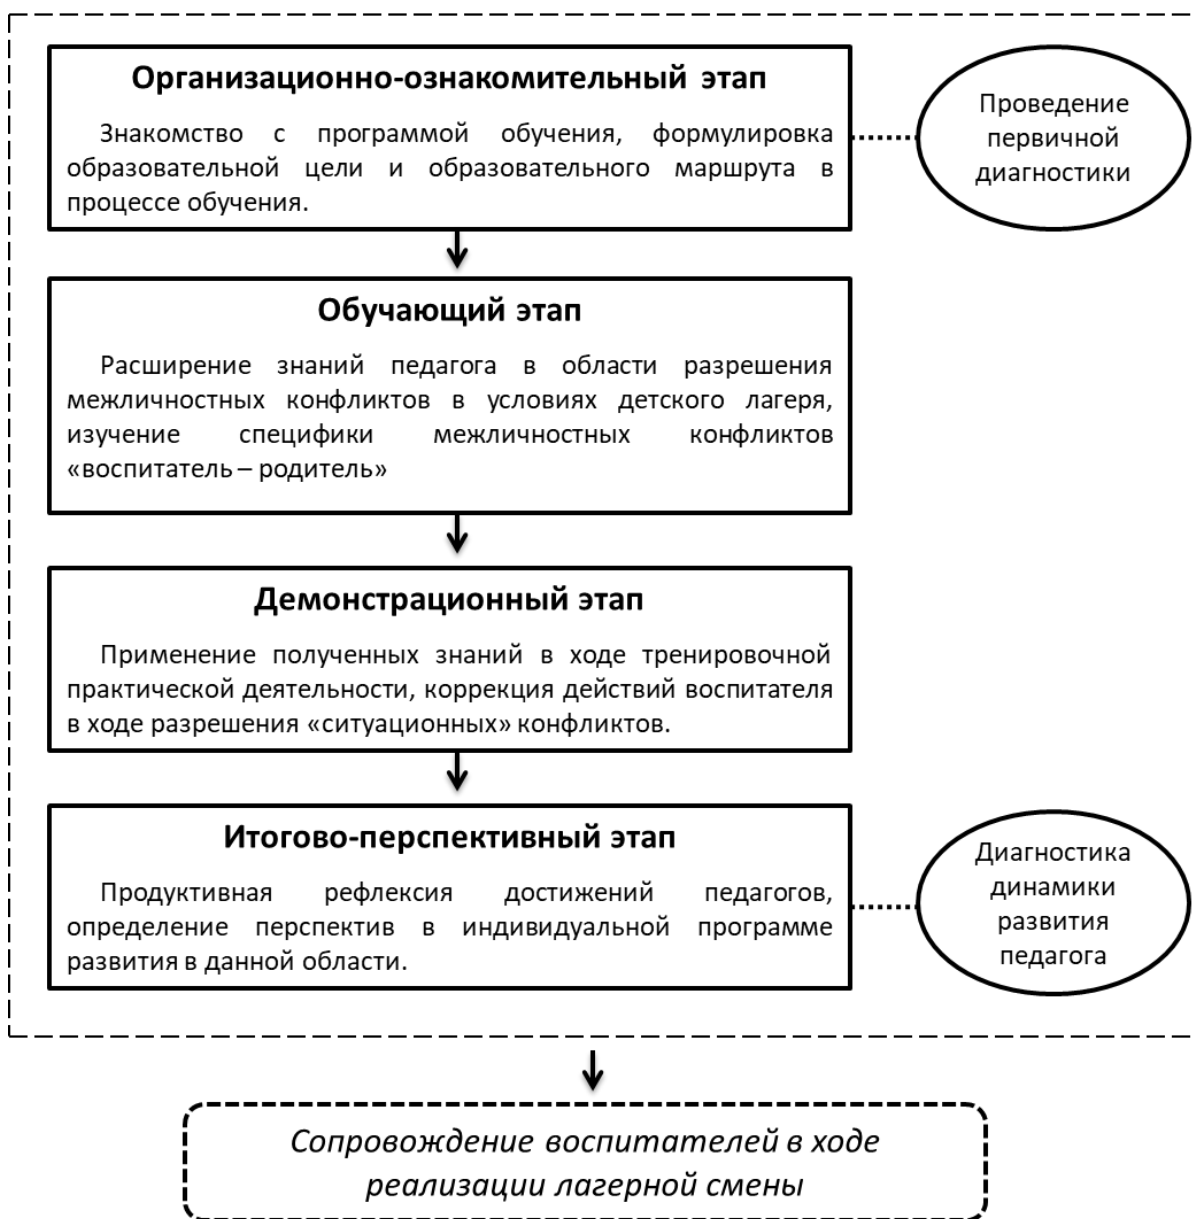 Организационно-ознакомительный этап
Знакомство с программой обучения, формулировка
образовательной цели и образовательного маршрута в
процессе обучения.
Проведение
первичной
диагностики
Обучающий этап
Расширение знаний педагога в области разрешения
межличностных конфликтов в условиях детского лагеря,
изучение специфики межличностных конфликтов
«воспитатель – родитель»
Демонстрационный этап
Применение полученных знаний в ходе тренировочной
практической деятельности, коррекция действий воспитателя
в ходе разрешения «ситуационных» конфликтов.
Итогово-перспективный этап
Продуктивная рефлексия достижений педагогов,
определение перспектив в индивидуальной программе
развития в данной области.
Диагностика
динамики
развития
педагога
Сопровождение воспитателей в ходе
реализации лагерной смены